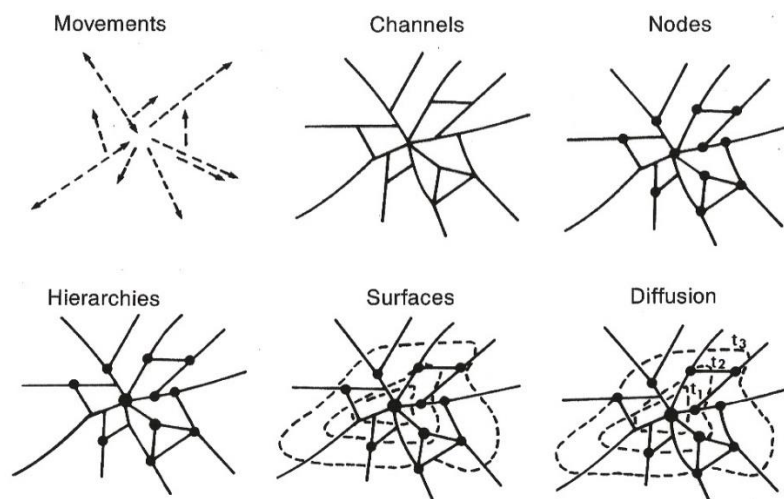 Movements
Channels
Nodes
Hierarchies
Surfaces
Diffusion
t3
t2
t1